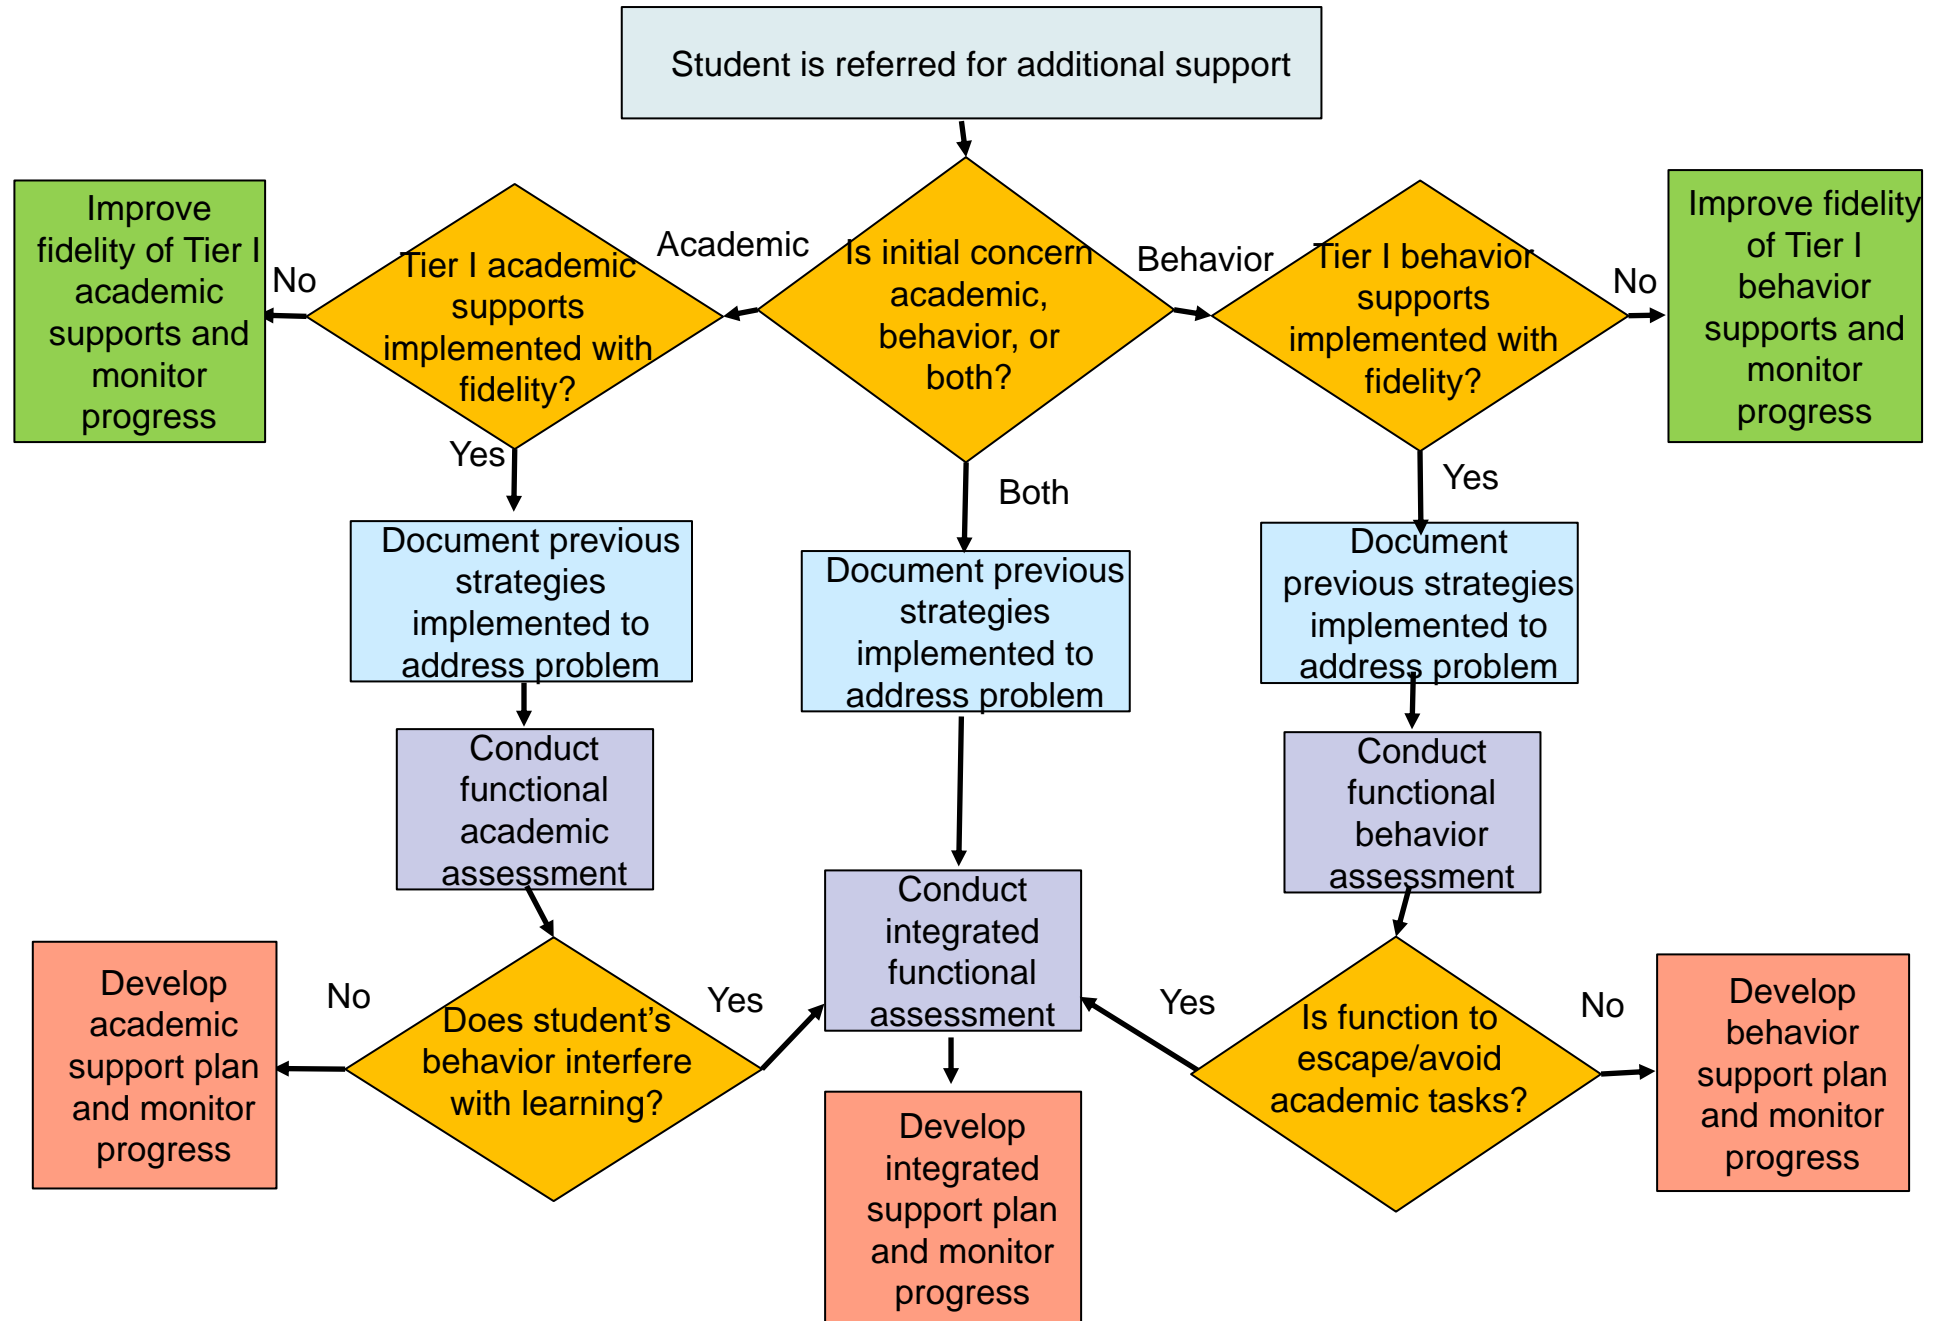 Student is referred for additional support
Improve
fidelity of Tier I
academic
supports and
monitor
progress
No
Tier I academic
supports
implemented with
fidelity?
Academic
Is initial concern
academic,
behavior, or
both?
Behavior
Tier I behavior
supports
implemented with
fidelity?
No
Improve fidelity
of Tier I
behavior
supports and
monitor
progress
Yes
Both
Yes
Document previous
strategies
implemented to
address problem
Document previous
strategies
implemented to
address problem
Document
previous strategies
implemented to
address problem
Conduct
functional
academic
assessment
Conduct
integrated
functional
assessment
Conduct
functional
behavior
assessment
Develop
academic
support plan
and monitor
progress
No
Does student’s
behavior interfere
with learning?
Yes
Yes
Is function to
escape/avoid
academic tasks?
No
Develop
behavior
support plan
and monitor
progress
Develop
integrated
support plan
and monitor
progress